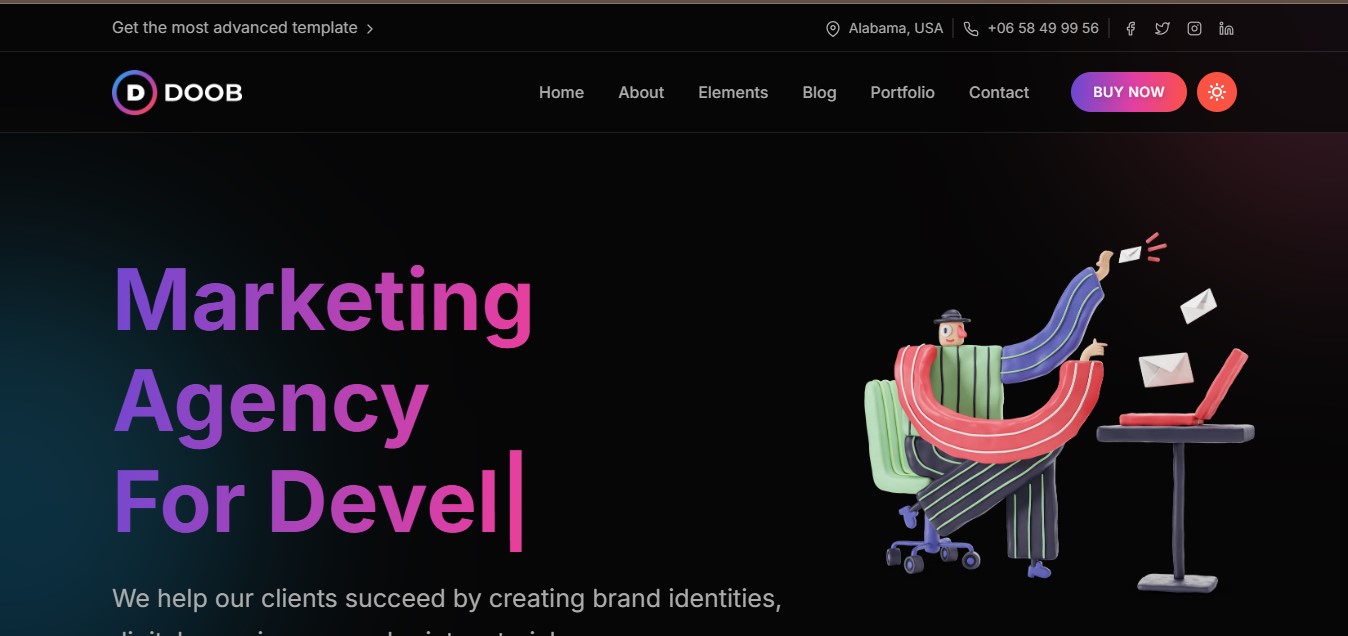 Get the most advanced template
Alabama, USA
+06 58 49 99 56
D DOOB
Home About Elements Blog Portfolio Contact
BUY NOW
Marketing
Agency
For Devel
We help our clients succeed by creating brand identities,